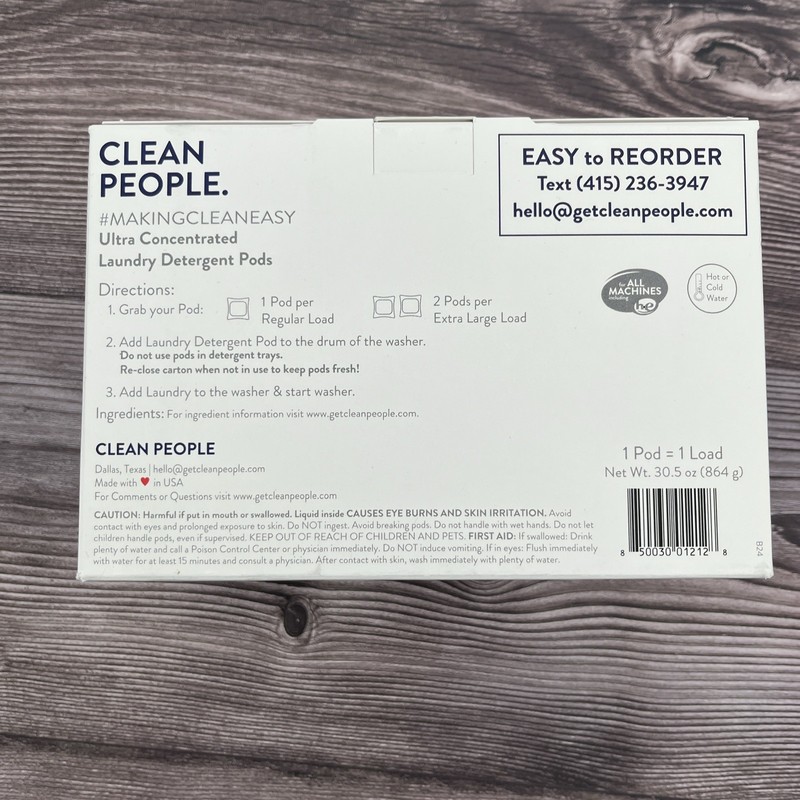 CLEAN
PEOPLE.
#MAKINGCLEANEASY
Ultra Concentrated
Laundry Detergent Pods
EASY to REORDER
Text (415) 236-3947
hello@getcleanpeople.com
for ALL
MACHINES
including he
Hot or
Cold
Water
Directions:
1. Grab your Pod:
1 Pod per
Regular Load
2 Pods per
Extra Large Load
2. Add Laundry Detergent Pod to the drum of the washer.
Do not use pods in detergent trays.
Re-close carton when not in use to keep pods fresh!
3. Add Laundry to the washer & start washer.
Ingredients: For ingredient information visit www.getcleanpeople.com.
CLEAN PEOPLE
Dallas, Texas | hello@getcleanpeople.com
Made with ♥ in USA
For Comments or Questions visit www.getcleanpeople.com
1 Pod = 1 Load
Net Wt. 30.5 oz (864 g)
CAUTION: Harmful if put in mouth or swallowed. Liquid inside CAUSES EYE BURNS AND SKIN IRRITATION. Avoid
contact with eyes and prolonged exposure to skin. Do NOT ingest. Avoid breaking pods. Do not handle with wet hands. Do not let
children handle pods, even if supervised. KEEP OUT OF REACH OF CHILDREN AND PETS. FIRST AID: If swallowed: Drink
plenty of water and call a Poison Control Center or physician immediately. Do NOT induce vomiting. If in eyes: Flush immediately
with water for at least 15 minutes and consult a physician. After contact with skin, wash immediately with plenty of water.
8 50030 01212 8
B24